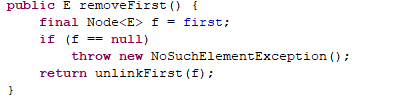 public E removeFirst() {
    final Node<E> f = first;
    if (f == null)
        throw new NoSuchElementException();
    return unlinkFirst(f);
}